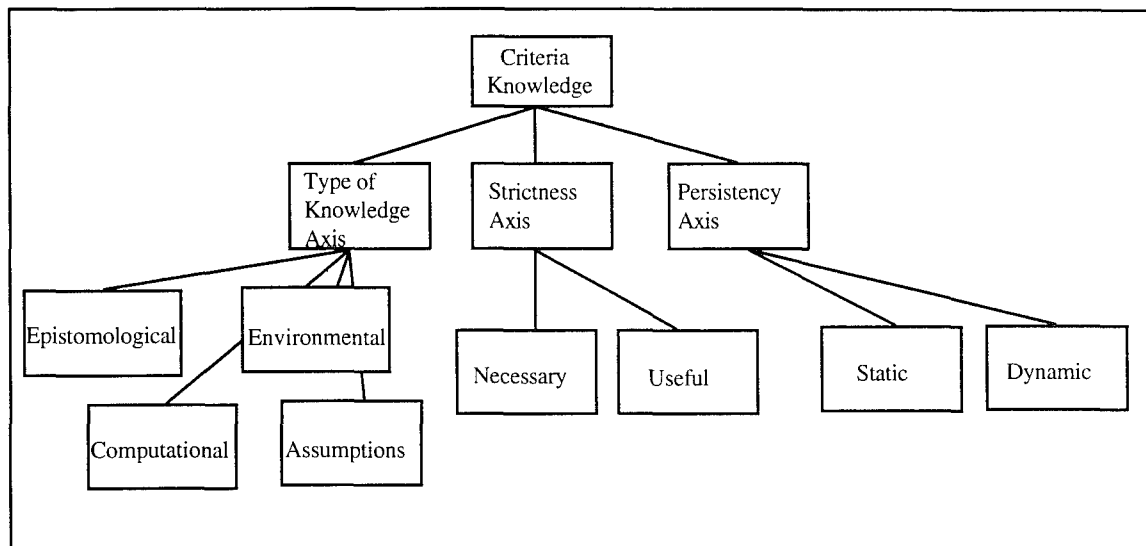 Criteria
Knowledge
Type of
Knowledge
Axis
Strictness
Axis
Persistency
Axis
Epistomological
Environmental
Necessary
Useful
Static
Dynamic
Computational
Assumptions